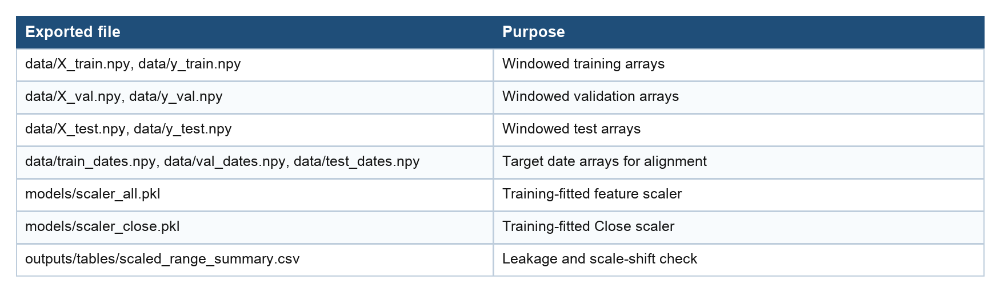 Exported file Purpose
data/X_train.npy, data/y_train.npy Windowed training arrays
data/X_val.npy, data/y_val.npy Windowed validation arrays
data/X_test.npy, data/y_test.npy Windowed test arrays
data/train_dates.npy, data/val_dates.npy, data/test_dates.npy Target date arrays for alignment
models/scaler_all.pkl Training-fitted feature scaler
models/scaler_close.pkl Training-fitted Close scaler
outputs/tables/scaled_range_summary.csv Leakage and scale-shift check